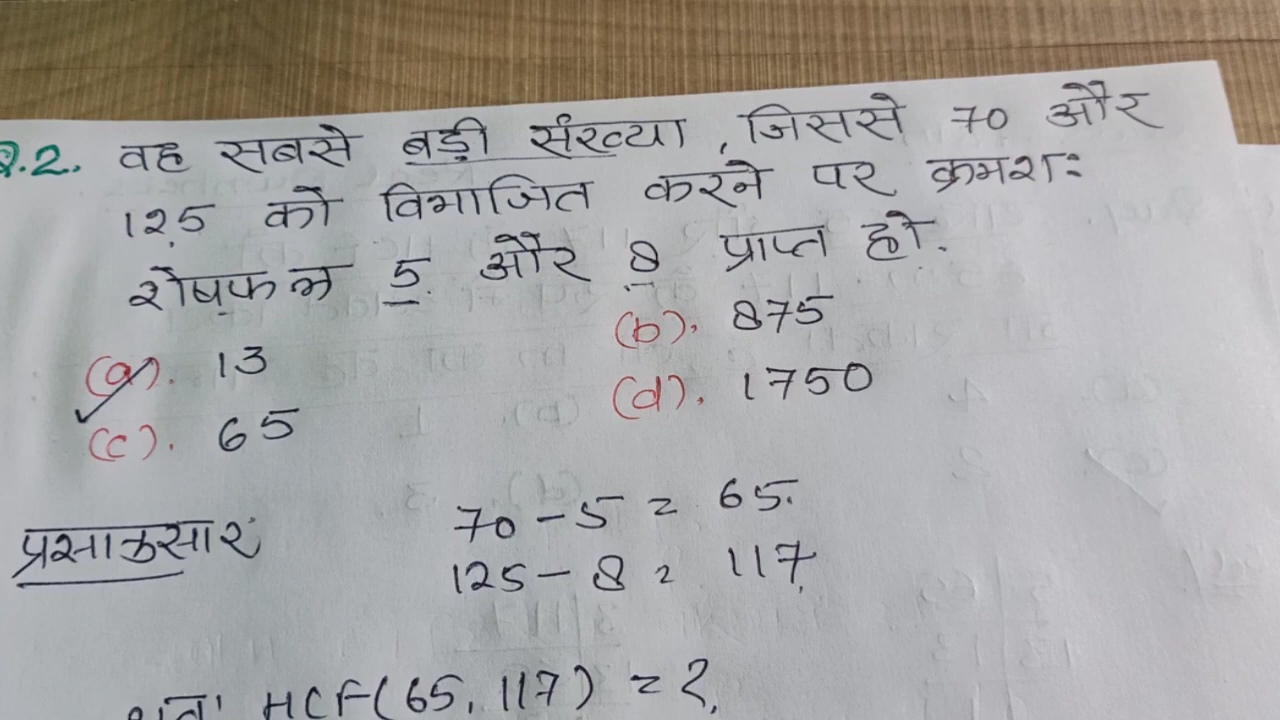 Q.2. वह सबसे बड़ी संख्या, जिससे 70 और
125 को विभाजित करने पर क्रमशः
शेषफल 5 और 8 प्राप्त हो.
(a). 13
(b). 875
(c). 65
(d). 1750
70 - 5 = 65.
प्रश्नानुसार:
125 - 8 = 117.
अतः HCF(65, 117) = ?